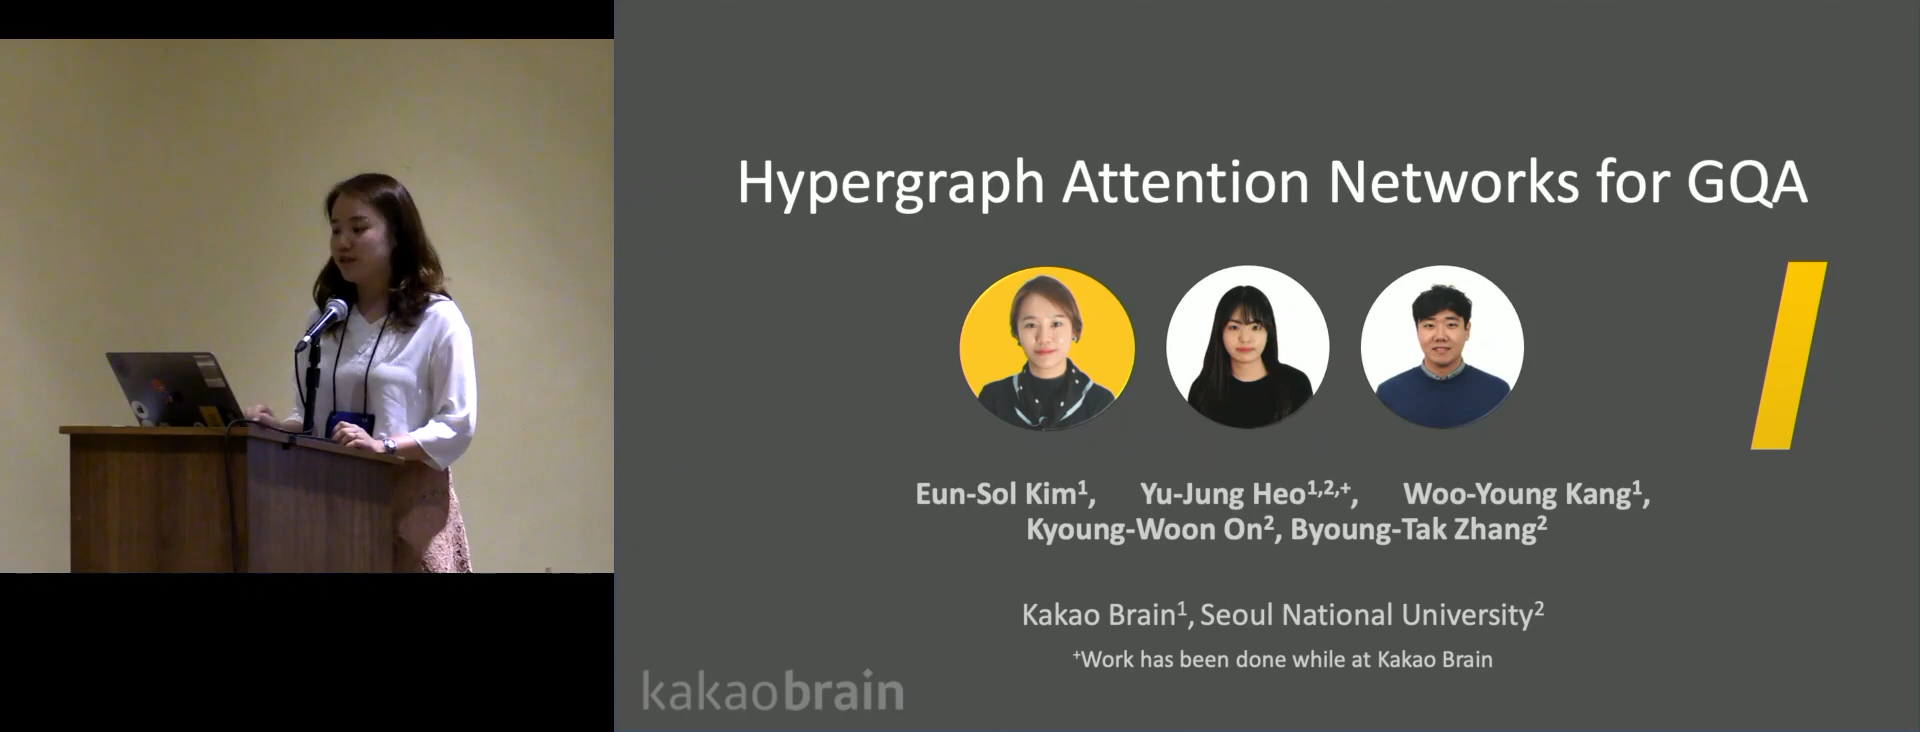 Hypergraph Attention Networks for GQA
Eun-Sol Kim¹, Yu-Jung Heo¹,²,⁺, Woo-Young Kang¹,
Kyoung-Woon On², Byoung-Tak Zhang²
Kakao Brain¹, Seoul National University²
⁺Work has been done while at Kakao Brain
kakaobrain